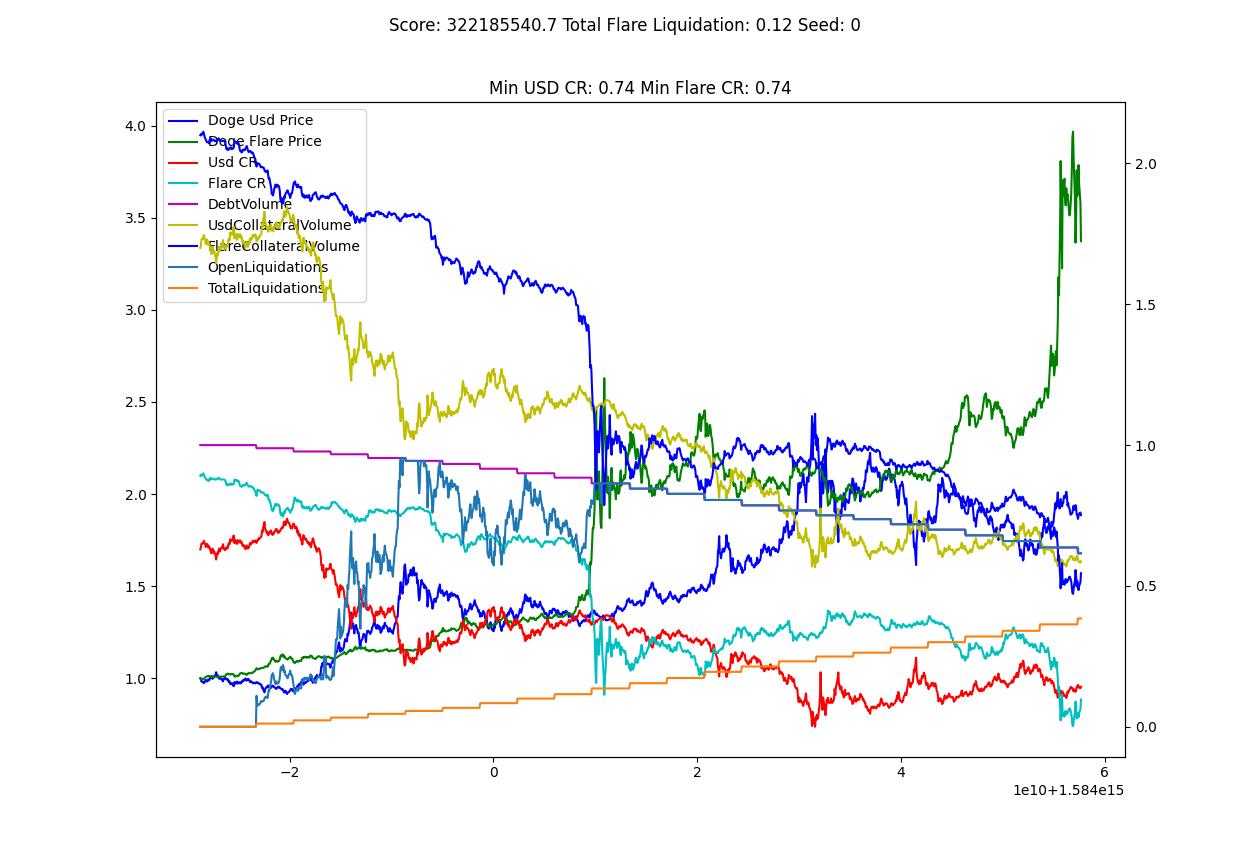 Score: 322185540.7 Total Flare Liquidation: 0.12 Seed: 0
Min USD CR: 0.74 Min Flare CR: 0.74
Doge Usd Price
Doge Flare Price
Usd CR
Flare CR
DebtVolume
UsdCollateralVolume
FlareCollateralVolume
OpenLiquidations
TotalLiquidations
4.0
3.5
3.0
2.5
2.0
1.5
1.0
2.0
1.5
1.0
0.5
0.0
−2
0
2
4
6
1e10+1.584e15